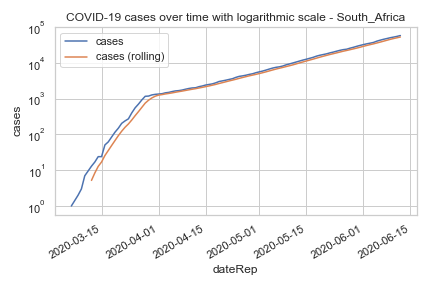 COVID-19 cases over time with logarithmic scale - South_Africa
10^5
10^4
10^3
10^2
10^1
10^0
cases
cases
cases (rolling)
2020-03-15
2020-04-01
2020-04-15
2020-05-01
2020-05-15
2020-06-01
2020-06-15
dateRep